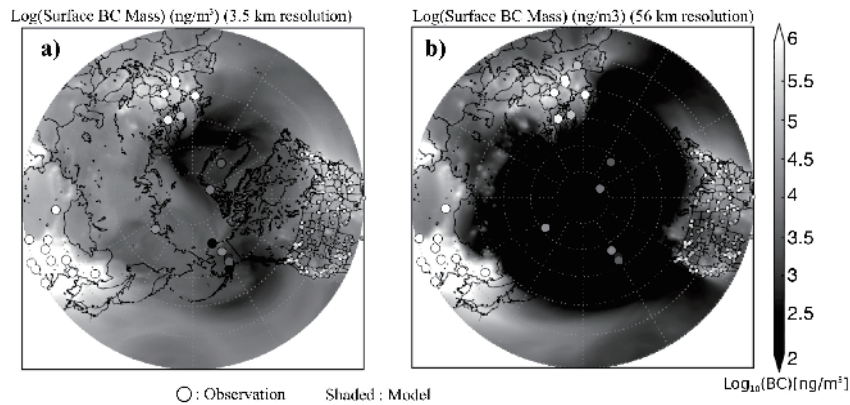 Log(Surface BC Mass) (ng/m³) (3.5 km resolution)
Log(Surface BC Mass) (ng/m3) (56 km resolution)
a)
b)
6
5.5
5
4.5
4
3.5
3
2.5
2
Log₁₀(BC)[ng/m³]
○ : Observation Shaded : Model